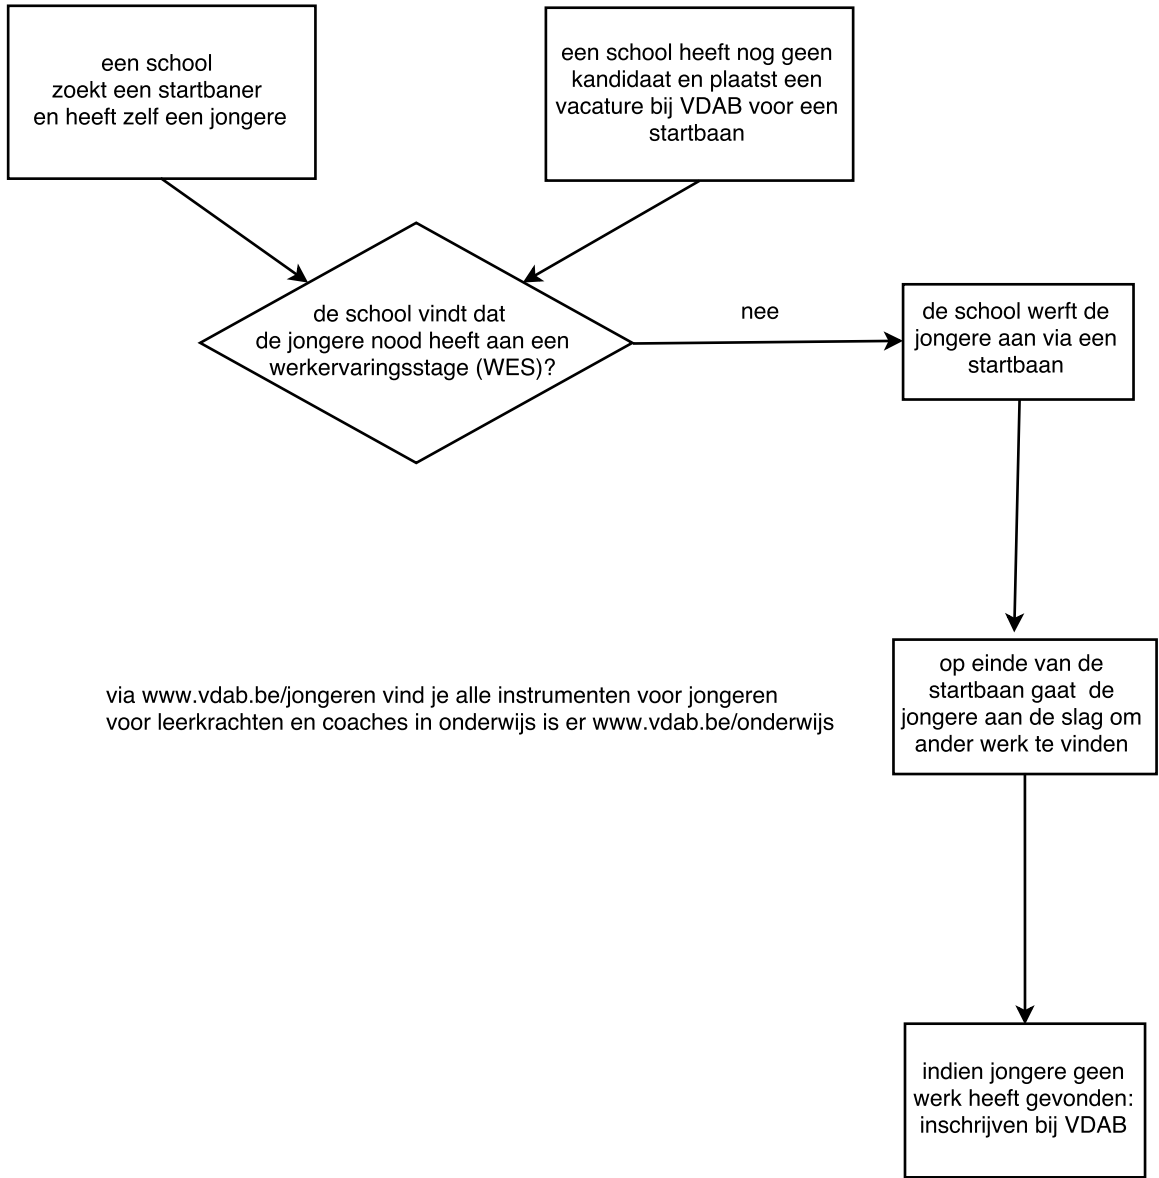 een school
zoekt een startbaner
en heeft zelf een jongere
een school heeft nog geen
kandidaat en plaatst een
vacature bij VDAB voor een
startbaan
de school vindt dat
de jongere nood heeft aan een
werkervaringsstage (WES)?
nee
de school werft de
jongere aan via een
startbaan
op einde van de
startbaan gaat  de
jongere aan de slag om
ander werk te vinden
via www.vdab.be/jongeren vind je alle instrumenten voor jongeren
voor leerkrachten en coaches in onderwijs is er www.vdab.be/onderwijs
indien jongere geen
werk heeft gevonden:
inschrijven bij VDAB